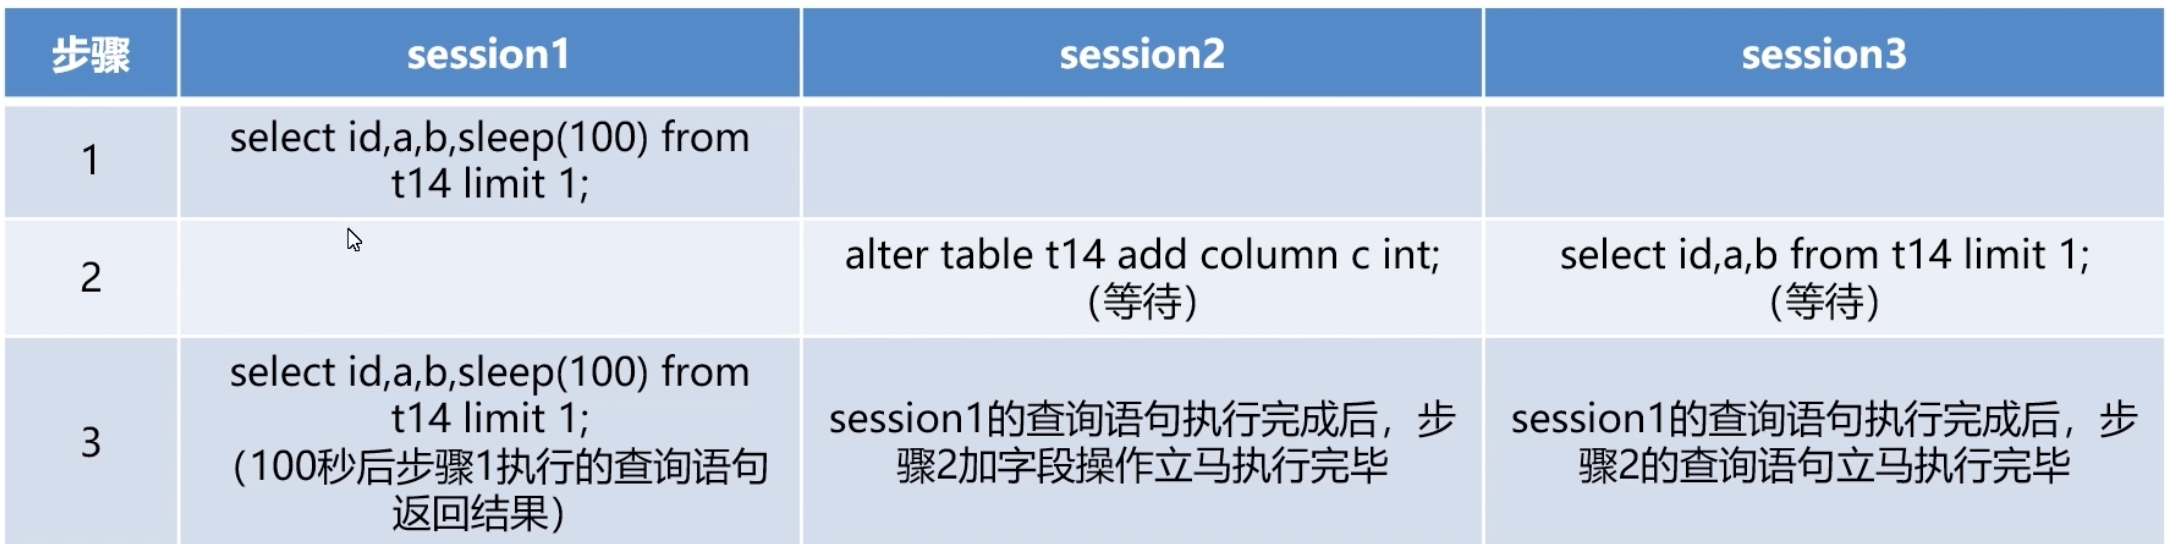 步骤
session1
session2
session3
1
select id,a,b,sleep(100) from
t14 limit 1;
2
alter table t14 add column c int;
（等待）
select id,a,b from t14 limit 1;
（等待）
3
select id,a,b,sleep(100) from
t14 limit 1;
（100秒后步骤1执行的查询语句
返回结果）
session1的查询语句执行完成后，步
骤2加字段操作立马执行完毕
session1的查询语句执行完成后，步
骤2的查询语句立马执行完毕